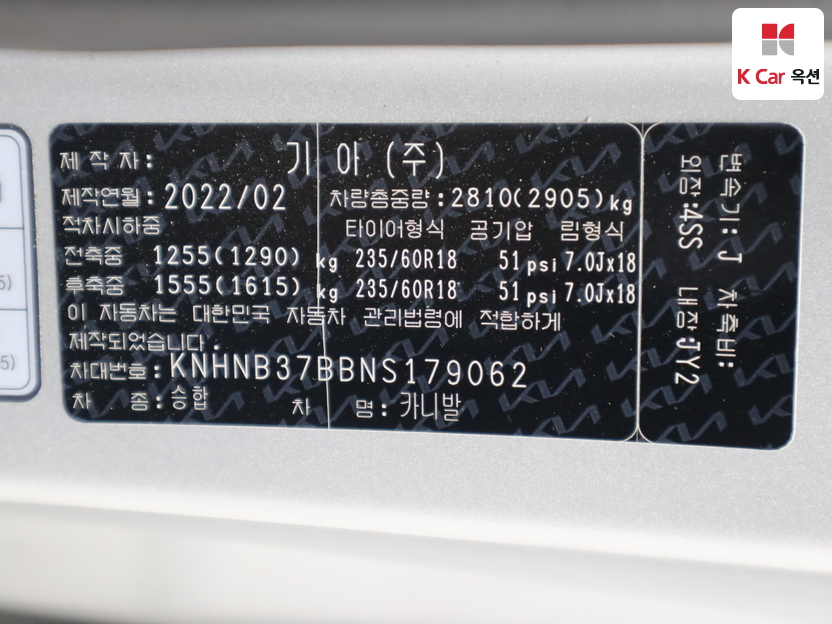 K Car 옥션
제 작 자 : 기 아 (주)
제작연월 : 2022/02 차량총중량 : 2810(2905)kg
적차시하중 타이어형식 공기압 림형식
전축중 1255(1290) kg 235/60R18 51psi 7.0Jx18
후축중 1555(1615) kg 235/60R18 51psi 7.0Jx18
이 자동차는 대한민국 자동차 관리법령에 적합하게
제작되었습니다.
차대번호 : KNHNB37BBNS179062
차 종 : 승합 차 명 : 카니발
변속기: J 차축비:
외장:4SS 내장:JY2
5)
5)